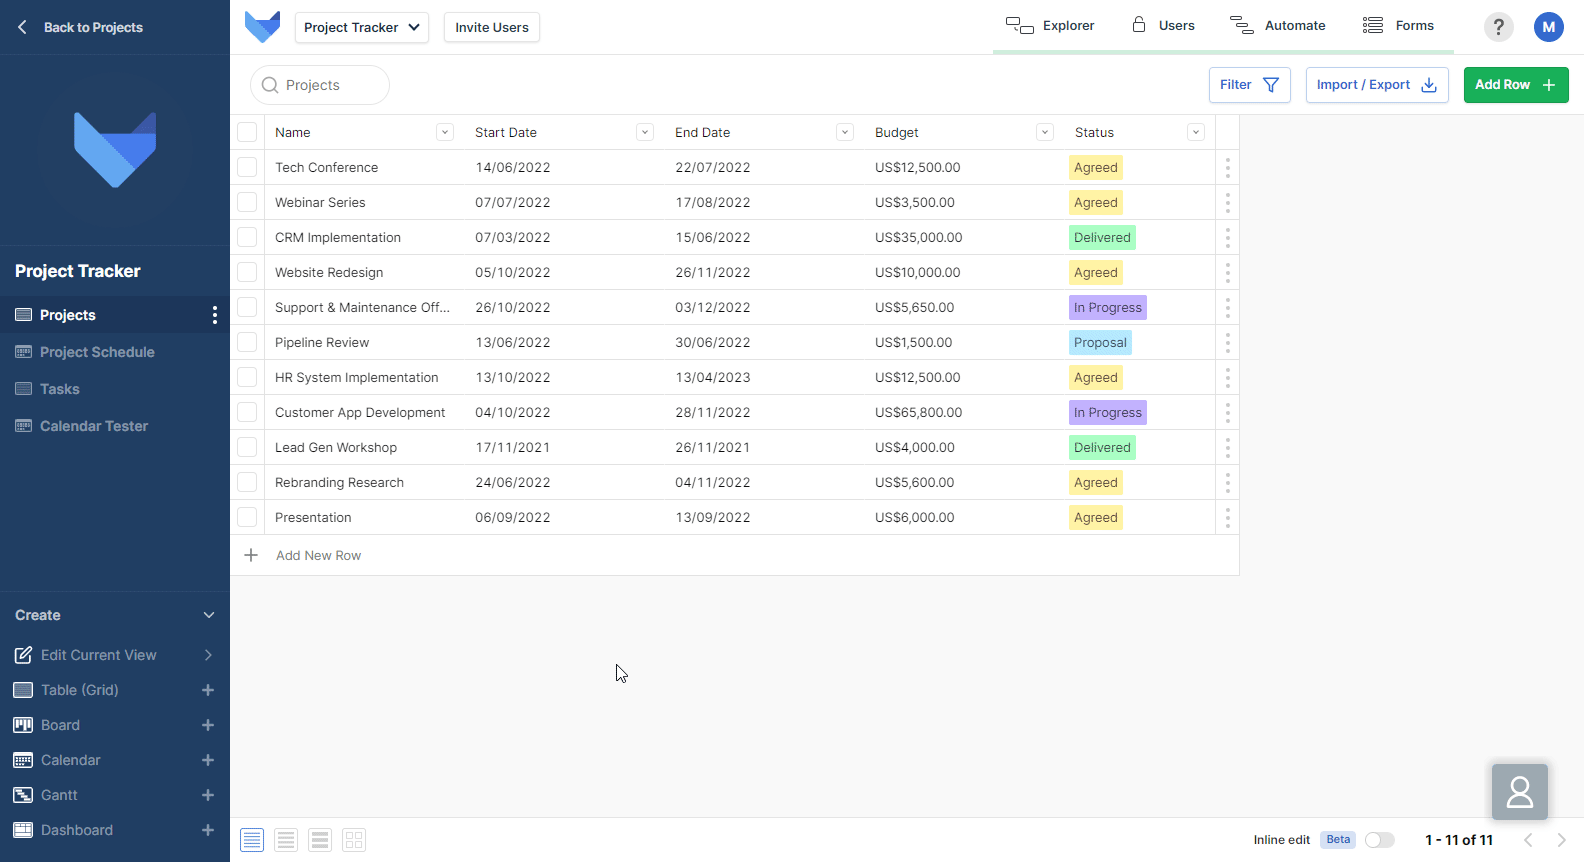 Back to Projects
Project Tracker
Invite Users
Explorer
Users
Automate
Forms
?
M
Projects
Filter
Import / Export
Add Row
Project Tracker
Projects
Project Schedule
Tasks
Calendar Tester
Name Start Date End Date Budget Status
Tech Conference 14/06/2022 22/07/2022 US$12,500.00 Agreed
Webinar Series 07/07/2022 17/08/2022 US$3,500.00 Agreed
CRM Implementation 07/03/2022 15/06/2022 US$35,000.00 Delivered
Website Redesign 05/10/2022 26/11/2022 US$10,000.00 Agreed
Support & Maintenance Off... 26/10/2022 03/12/2022 US$5,650.00 In Progress
Pipeline Review 13/06/2022 30/06/2022 US$1,500.00 Proposal
HR System Implementation 13/10/2022 13/04/2023 US$12,500.00 Agreed
Customer App Development 04/10/2022 28/11/2022 US$65,800.00 In Progress
Lead Gen Workshop 17/11/2021 26/11/2021 US$4,000.00 Delivered
Rebranding Research 24/06/2022 04/11/2022 US$5,600.00 Agreed
Presentation 06/09/2022 13/09/2022 US$6,000.00 Agreed
Add New Row
Create
Edit Current View
Table (Grid)
Board
Calendar
Gantt
Dashboard
Inline edit Beta
1 - 11 of 11